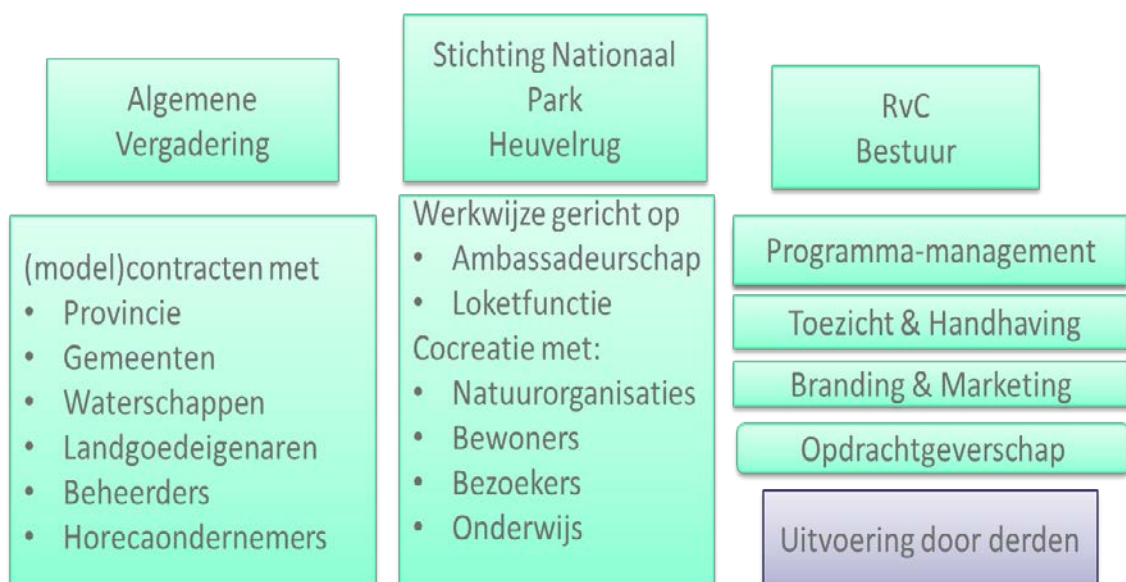 Algemene
Vergadering
(model)contracten met
• Provincie
• Gemeenten
• Waterschappen
• Landgoedeigenaren
• Beheerders
• Horecaondernemers
Stichting Nationaal
Park
Heuvelrug
Werkwijze gericht op
• Ambassadeurschap
• Loketfunctie
Cocreatie met:
• Natuurorganisaties
• Bewoners
• Bezoekers
• Onderwijs
RvC
Bestuur
Programma-management
Toezicht & Handhaving
Branding & Marketing
Opdrachtgeverschap
Uitvoering door derden